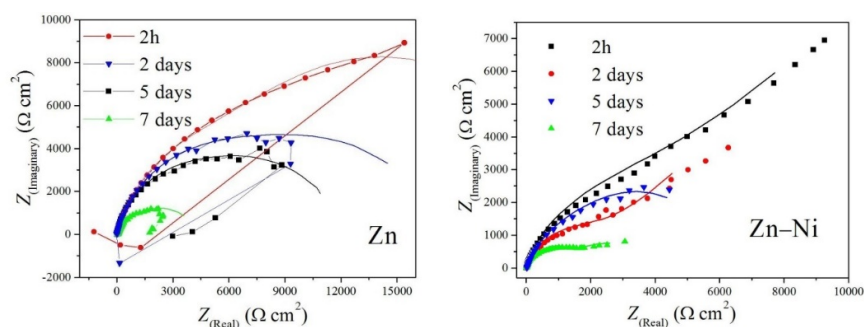 10000
8000
6000
4000
2000
0
-2000
Z(Imaginary) (Ω cm²)
2h
2 days
5 days
7 days
Zn
0 3000 6000 9000 12000 15000
Z(Real) (Ω cm²)
7000
6000
5000
4000
3000
2000
1000
0
Z(Imaginary) (Ω cm²)
2h
2 days
5 days
7 days
Zn–Ni
0 2000 4000 6000 8000 10000
Z(Real) (Ω cm²)